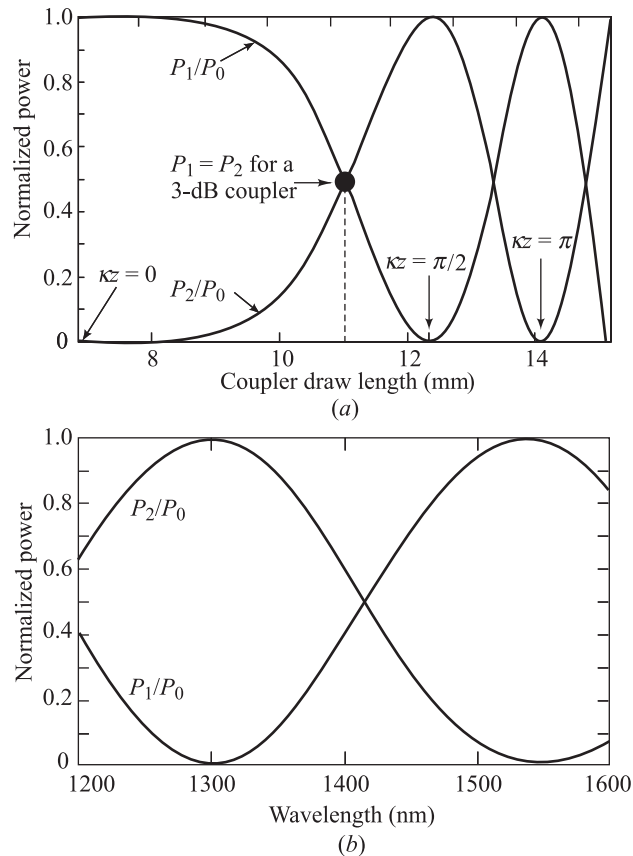 1.0
0.8
0.6
0.4
0.2
0
Normalized power
P₁/P₀
P₁ = P₂ for a
3-dB coupler
κz = 0
P₂/P₀
κz = π/2
κz = π
8
10
12
14
Coupler draw length (mm)
(a)
1.0
0.8
0.6
0.4
0.2
0
Normalized power
P₂/P₀
P₁/P₀
1200
1300
1400
1500
1600
Wavelength (nm)
(b)